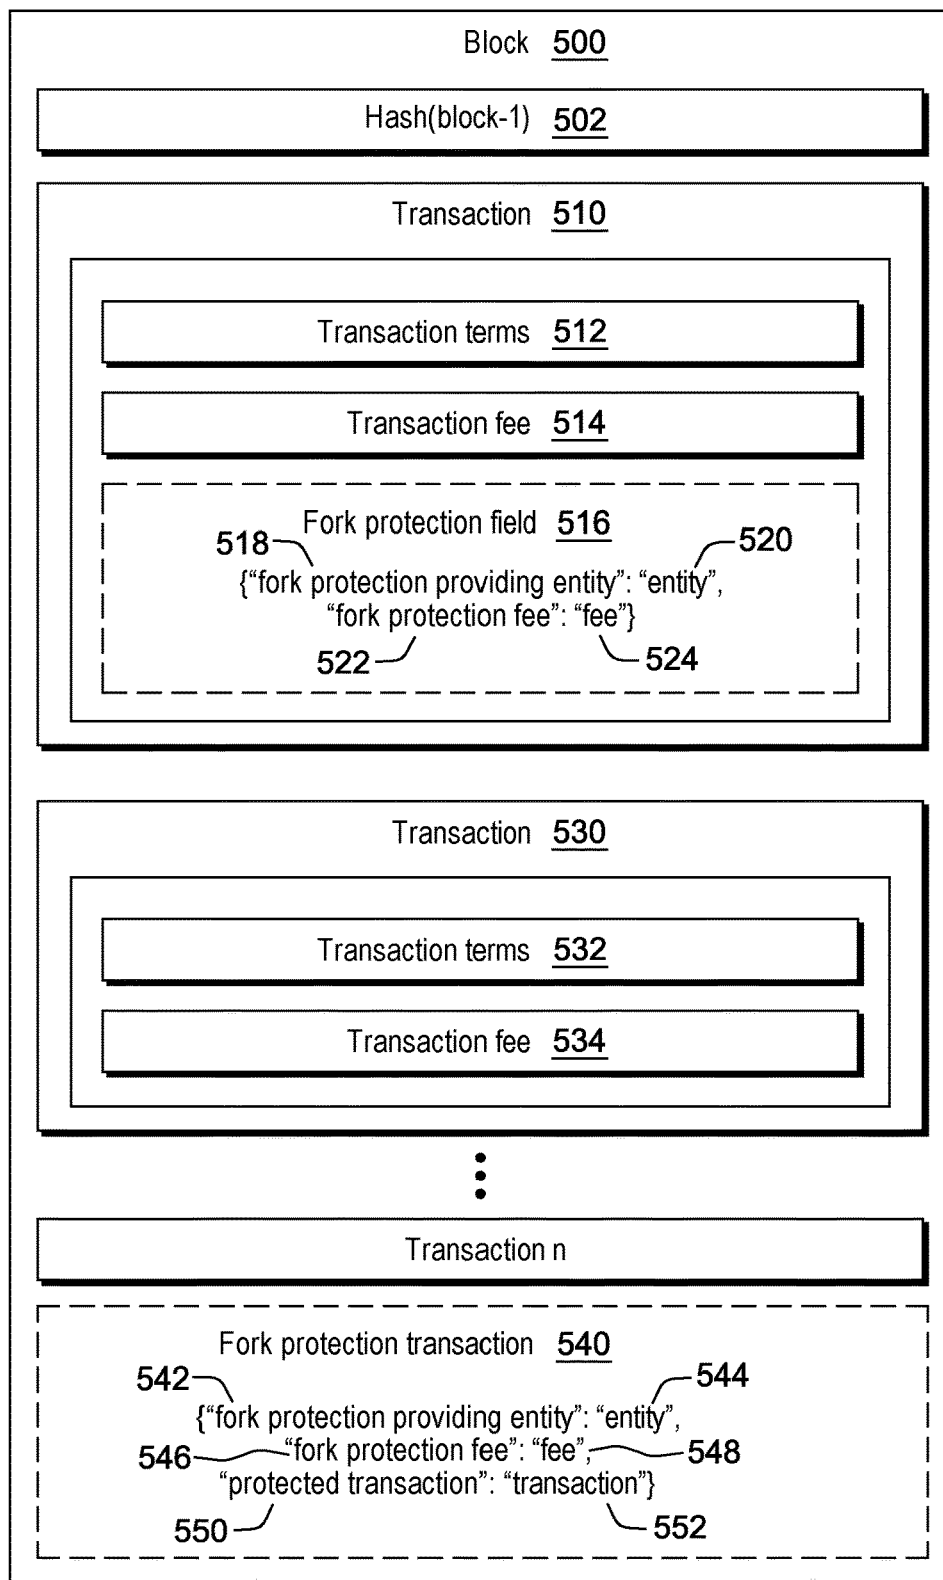 Block 500
Hash(block-1) 502
Transaction 510
Transaction terms 512
Transaction fee 514
Fork protection field 516
518 520
{“fork protection providing entity”: “entity”,
“fork protection fee”: “fee”}
522 524
Transaction 530
Transaction terms 532
Transaction fee 534
Transaction n
Fork protection transaction 540
542 544
{“fork protection providing entity”: “entity”,
546 “fork protection fee”: “fee”, 548
“protected transaction”: “transaction”}
550 552